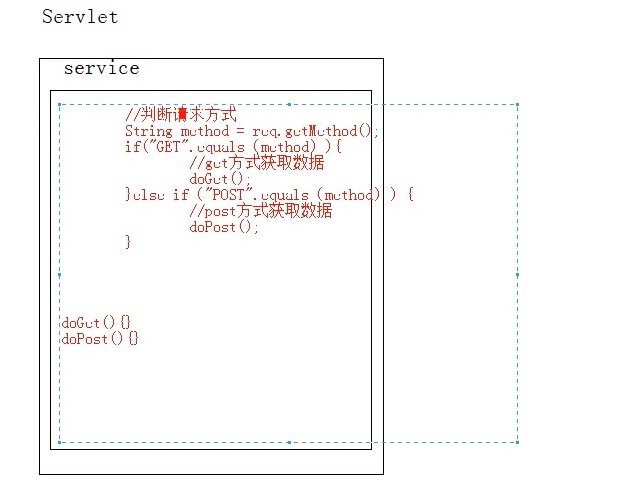 Servlet
service
//判断请求方式
String method = req.getMethod();
if("GET".equals(method) ){
//get方式获取数据
doGet();
}else if ("POST".equals(method) ) {
//post方式获取数据
doPost();
}
doGet(){}
doPost(){}